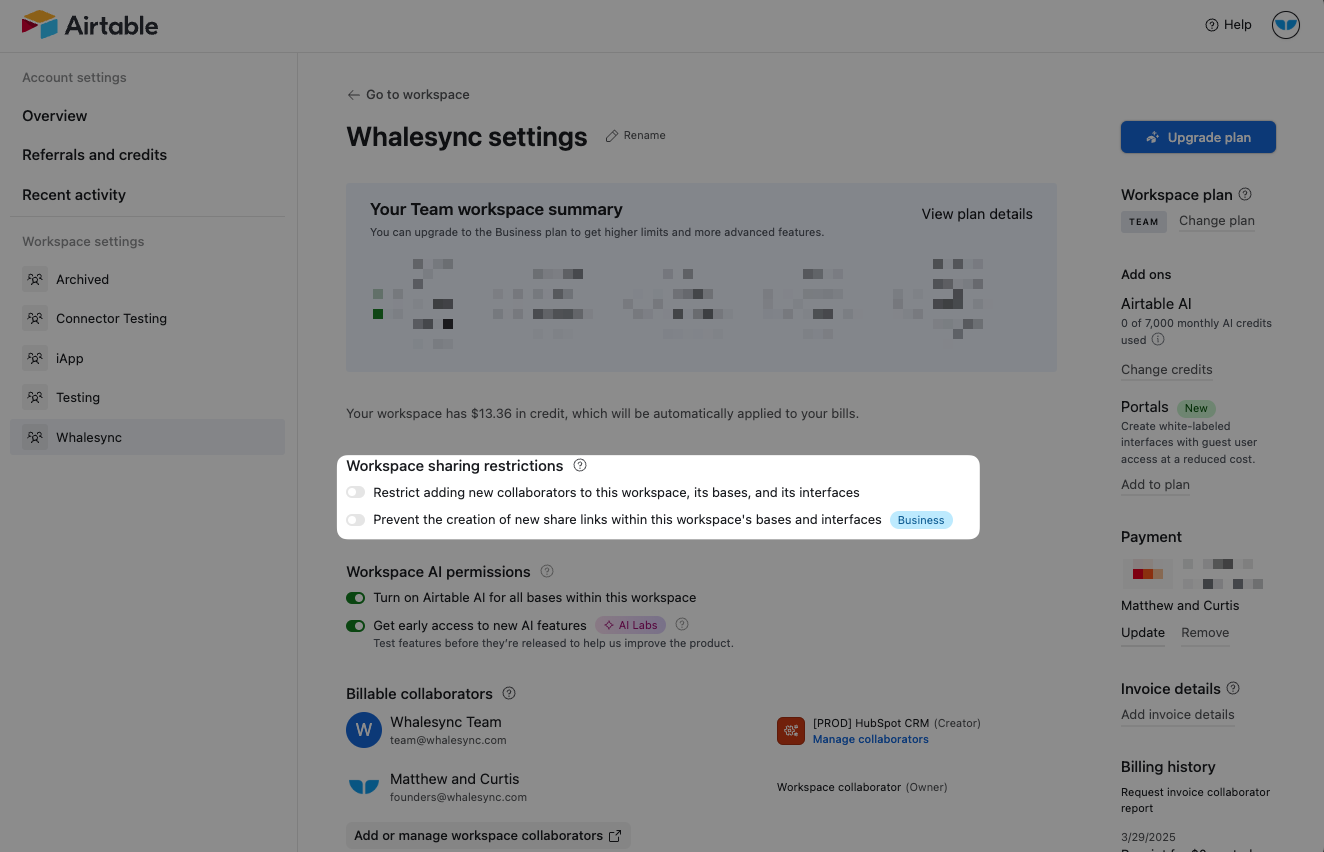 Airtable
Help
Account settings
Overview
Referrals and credits
Recent activity
Workspace settings
Archived
Connector Testing
iApp
Testing
Whalesync
Go to workspace
Whalesync settings
Rename
Your Team workspace summary
View plan details
You can upgrade to the Business plan to get higher limits and more advanced features.
Your workspace has $13.36 in credit, which will be automatically applied to your bills.
Workspace sharing restrictions
Restrict adding new collaborators to this workspace, its bases, and its interfaces
Prevent the creation of new share links within this workspace's bases and interfaces Business
Workspace AI permissions
Turn on Airtable AI for all bases within this workspace
Get early access to new AI features AI Labs
Test features before they're released to help us improve the product.
Billable collaborators
W
Whalesync Team
team@whalesync.com
[PROD] HubSpot CRM (Creator)
Manage collaborators
Matthew and Curtis
founders@whalesync.com
Workspace collaborator (Owner)
Add or manage workspace collaborators
Upgrade plan
Workspace plan
TEAM Change plan
Add ons
Airtable AI
0 of 7,000 monthly AI credits
used
Change credits
Portals New
Create white-labeled
interfaces with guest user
access at a reduced cost.
Add to plan
Payment
Matthew and Curtis
Update Remove
Invoice details
Add invoice details
Billing history
Request invoice collaborator
report
3/29/2025